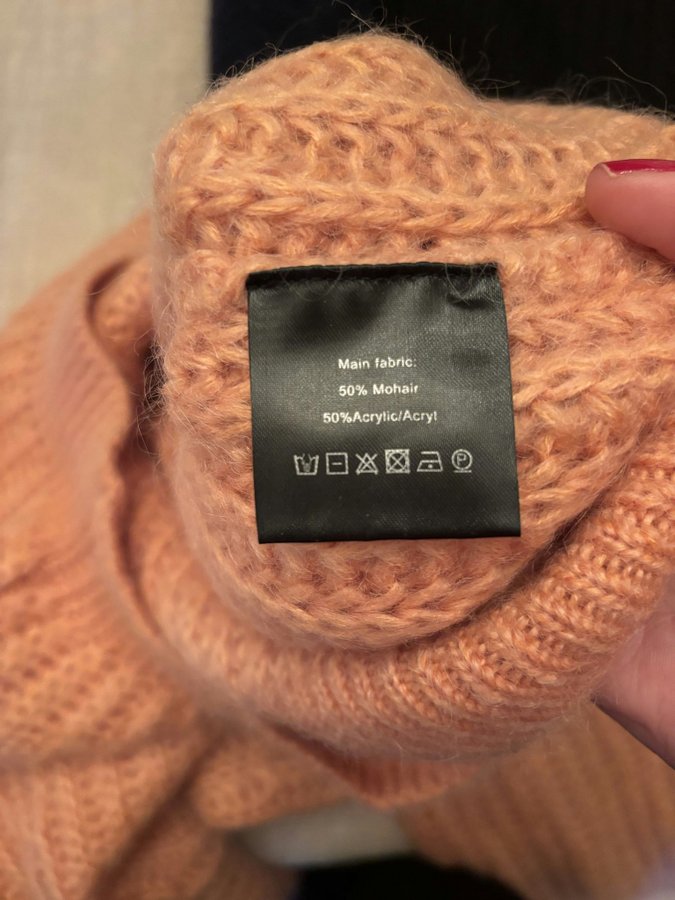 Main fabric:
50% Mohair
50%Acrylic/Acryl
P